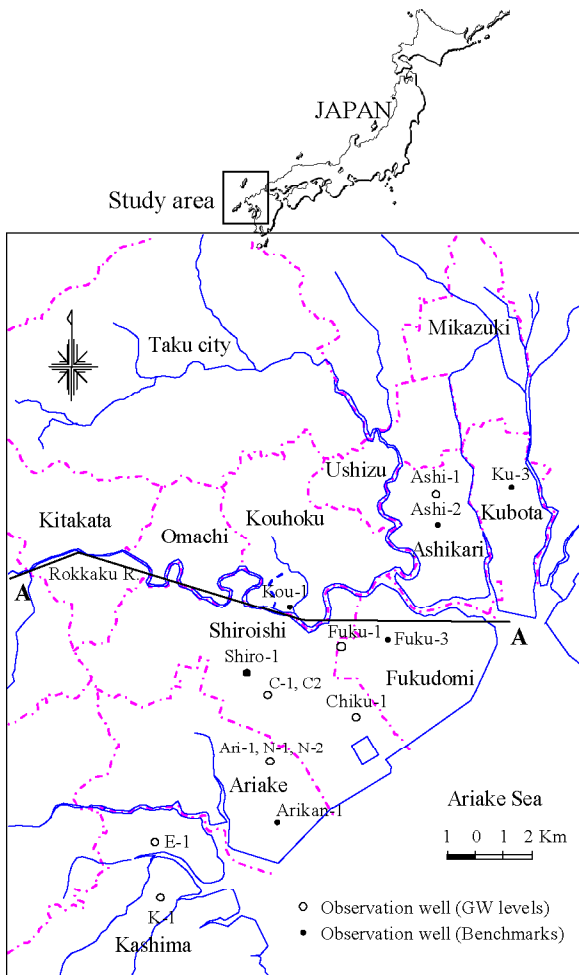 JAPAN
Study area
Mikazuki
Taku city
Ushizu
Ashi-1
Ku-3
Kitakata
Omachi
Kouhoku
Ashi-2
Kubota
Ashikari
Rokkaku R.
A
Kou-1
Shiroishi
Fuku-1
Fuku-3
A
Shiro-1
Fukudomi
C-1, C2
Chiku-1
Ari-1, N-1, N-2
Ariake
Arikan-1
Ariake Sea
E-1
1 0 1 2 Km
K-1
Kashima
Observation well (GW levels)
Observation well (Benchmarks)